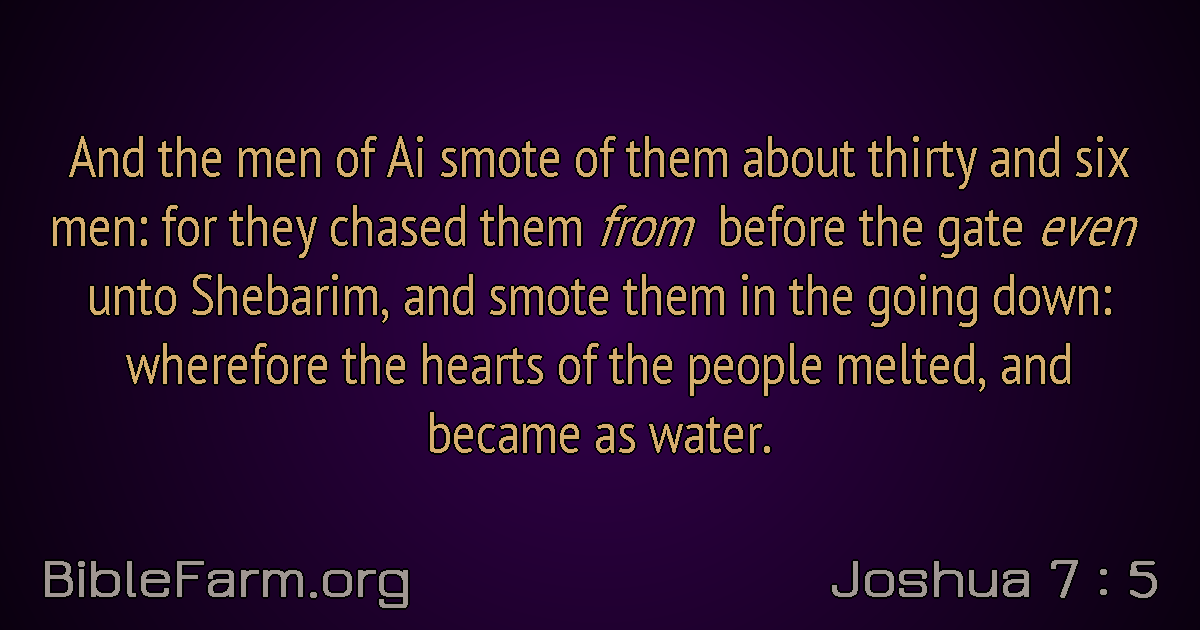 And the men of Ai smote of them about thirty and six
men: for they chased them from before the gate even
unto Shebarim, and smote them in the going down:
wherefore the hearts of the people melted, and
became as water.
BibleFarm.org
Joshua 7 : 5